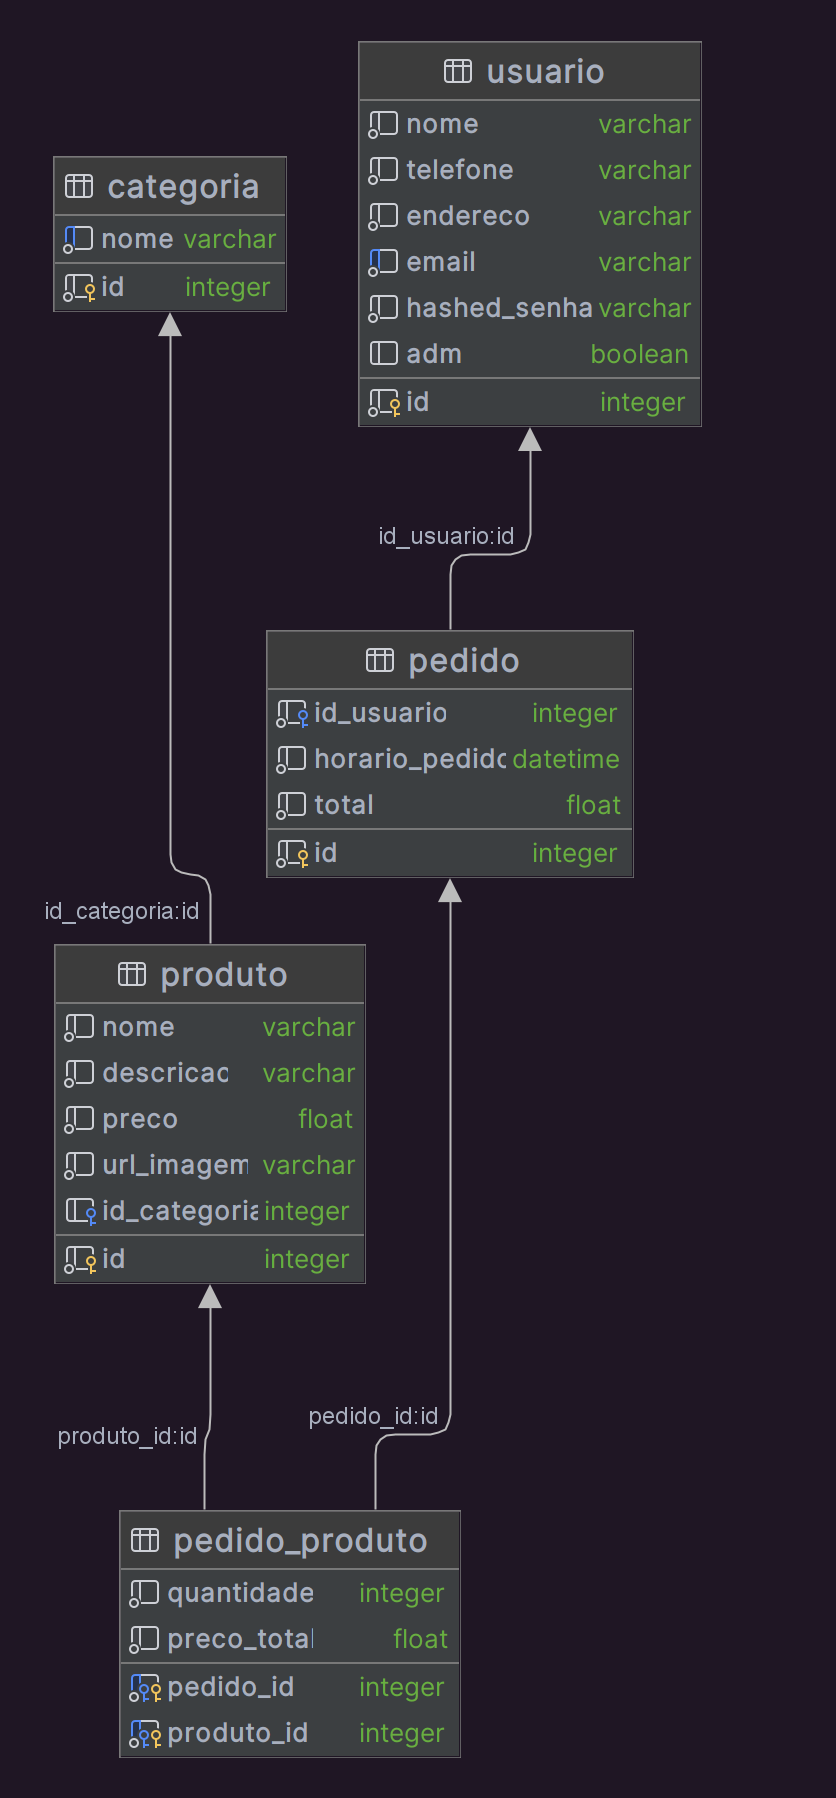 usuario
nome varchar
telefone varchar
endereco varchar
email varchar
hashed_senha varchar
adm boolean
id integer
categoria
nome varchar
id integer
id_usuario:id
pedido
id_usuario integer
horario_pedido datetime
total float
id integer
id_categoria:id
produto
nome varchar
descricao varchar
preco float
url_imagem varchar
id_categoria integer
id integer
produto_id:id
pedido_id:id
pedido_produto
quantidade integer
preco_total float
pedido_id integer
produto_id integer